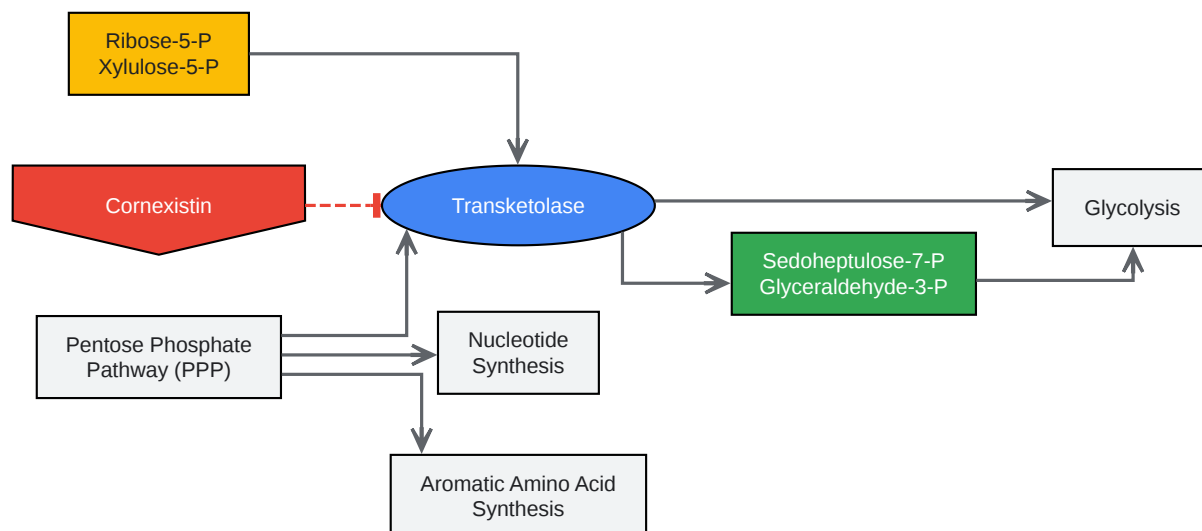 Ribose-5-P
Xylulose-5-P
Cornexistin
Transketolase
Glycolysis
Sedoheptulose-7-P
Glyceraldehyde-3-P
Pentose Phosphate
Pathway (PPP)
Nucleotide
Synthesis
Aromatic Amino Acid
Synthesis